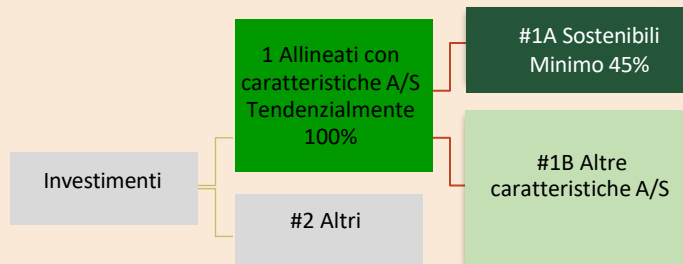 Investimenti
1 Allineati con
caratteristiche A/S
Tendenzialmente
100%
#2 Altri
#1A Sostenibili
Minimo 45%
#1B Altre
caratteristiche A/S